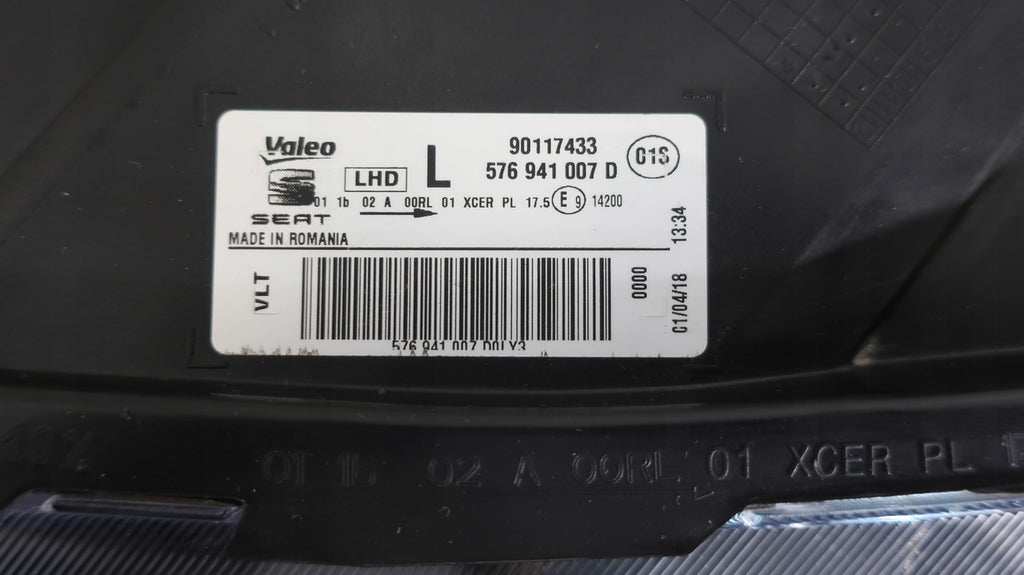 Valeo
SEAT
LHD
L
90117433
576 941 007 D
01S
01 1b 02 A 00RL 01 XCER PL 17.5 E 9 14200
MADE IN ROMANIA
VLT
0000
01/04/18 13:34
576 941 007 D0LY3
01 1b 02 A 00RL 01 XCER PL